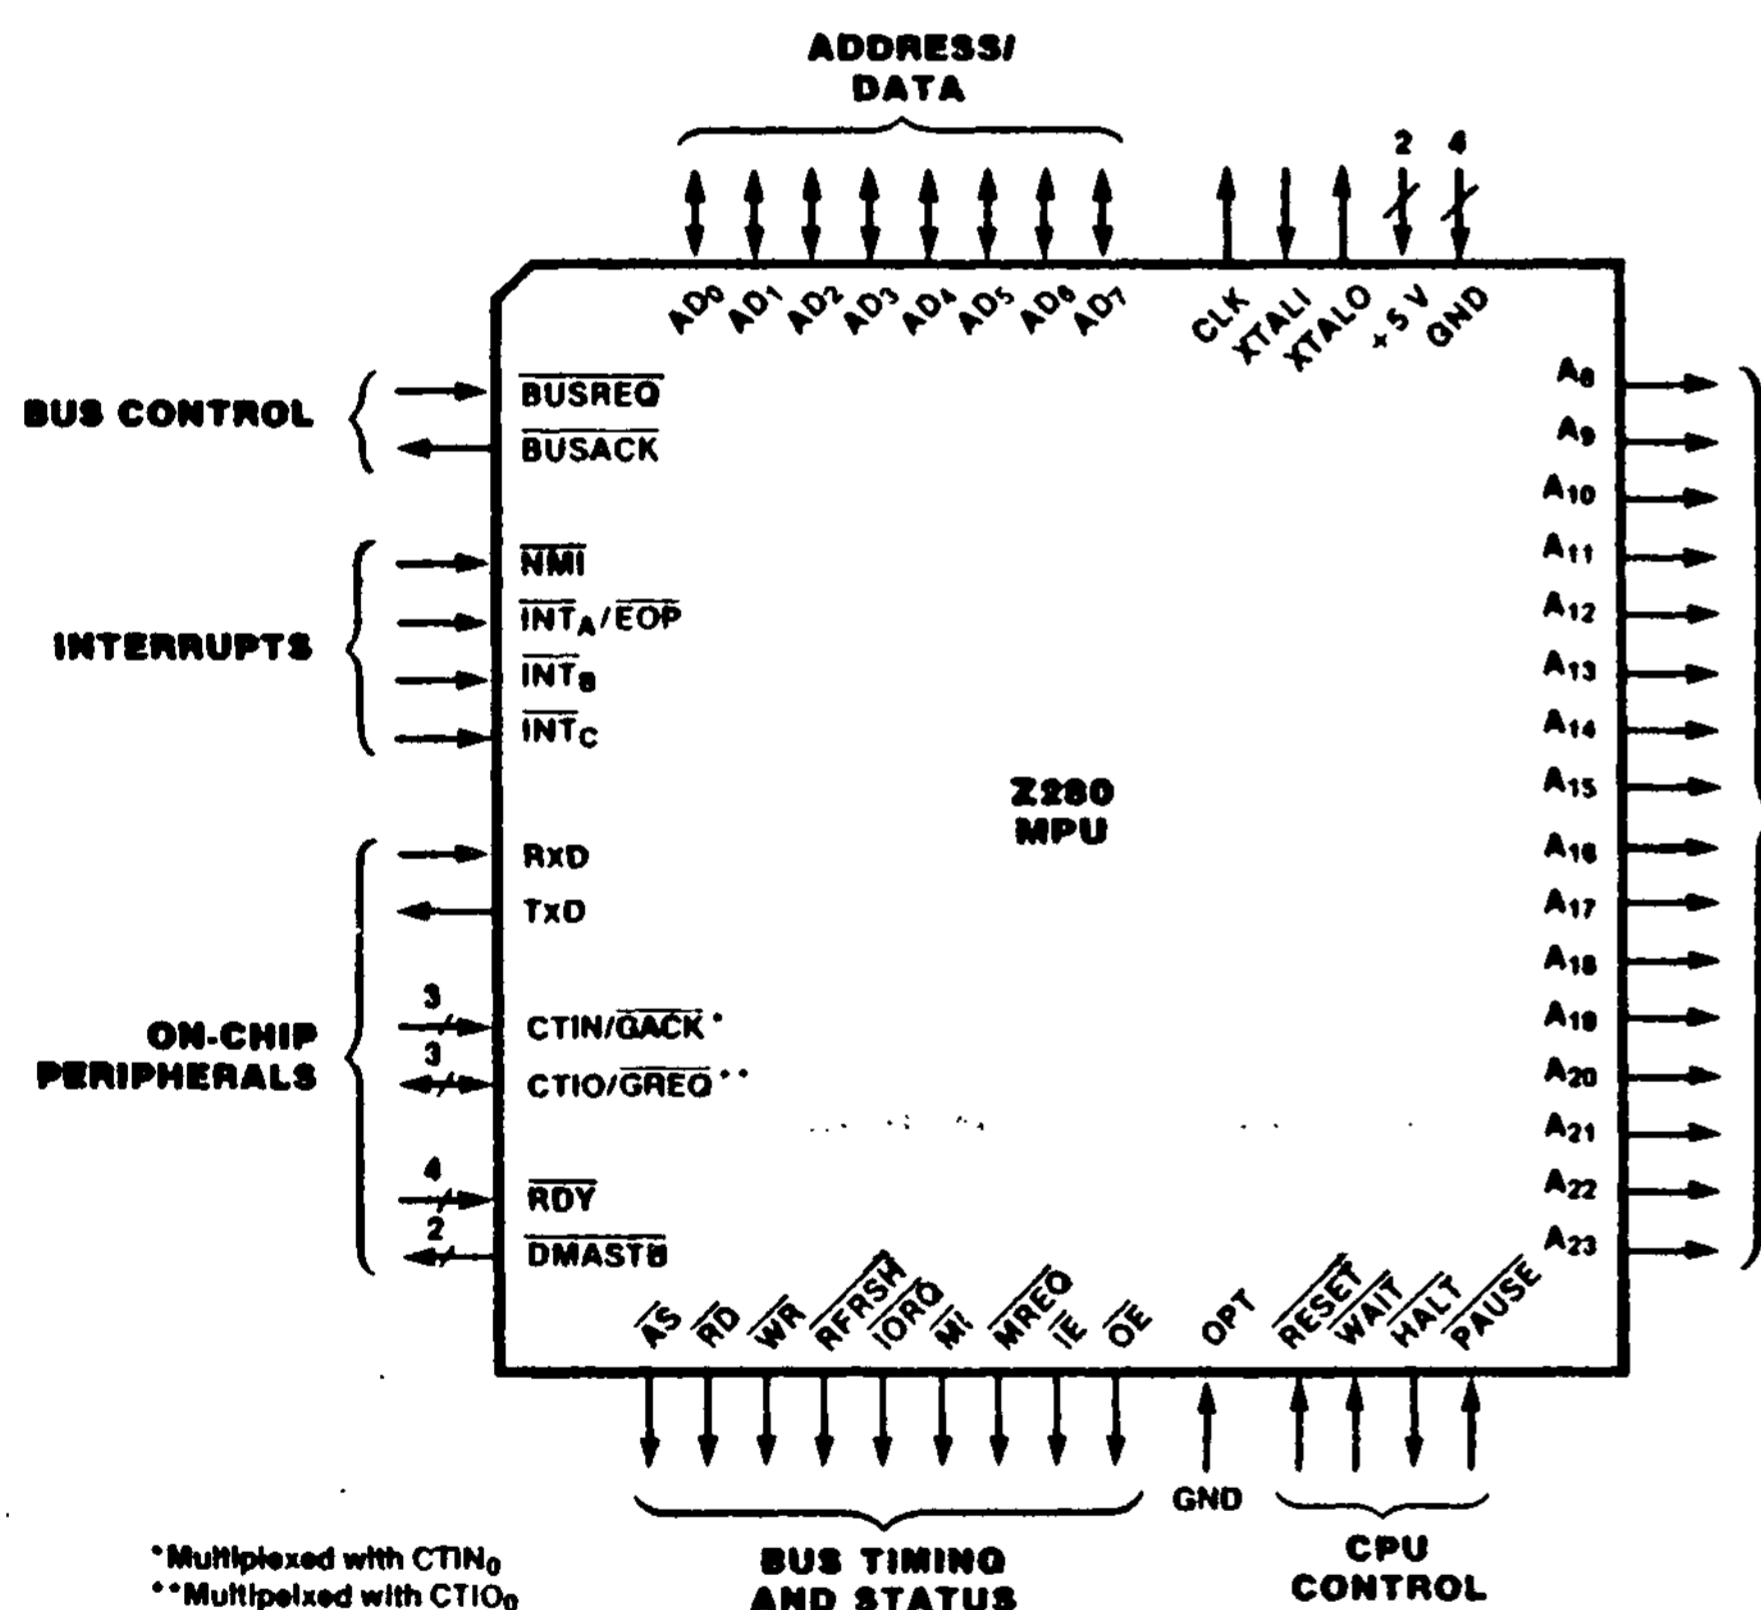 ADDRESS/
DATA
2 4
AD0 AD1 AD2 AD3 AD4 AD5 AD6 AD7 CLK XTALI XTALO +5 V GND
BUS CONTROL
BUSREQ
BUSACK
INTERRUPTS
NMI
INTA/EOP
INTB
INTC
Z280
MPU
ON-CHIP
PERIPHERALS
RxD
TxD
3
CTIN/GACK*
3
CTIO/GREQ**
4
RDY
2
DMASTB
A8
A9
A10
A11
A12
A13
A14
A15
A16
A17
A18
A19
A20
A21
A22
A23
AS RD WR RFRSH IORQ MI MREQ IE OE OPT RESET WAIT HALT PAUSE
GND
BUS TIMING
AND STATUS
CPU
CONTROL
*Multiplexed with CTIN0
**Multipelxed with CTIO0